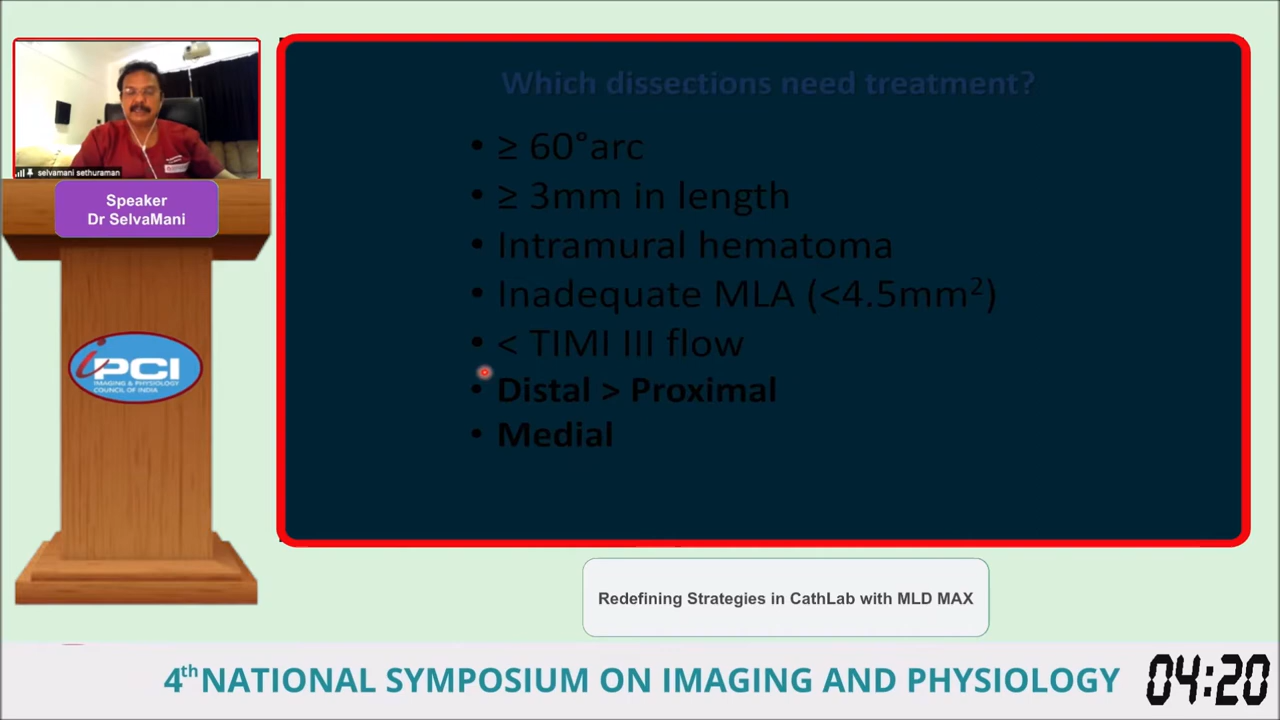 selvamani sethuraman
Speaker
Dr SelvaMani
iPCI
IMAGING & PHYSIOLOGY
COUNCIL OF INDIA
Which dissections need treatment?
• ≥ 60°arc
• ≥ 3mm in length
• Intramural hematoma
• Inadequate MLA (<4.5mm²)
• < TIMI III flow
• Distal > Proximal
• Medial
Redefining Strategies in CathLab with MLD MAX
4th NATIONAL SYMPOSIUM ON IMAGING AND PHYSIOLOGY
04:20